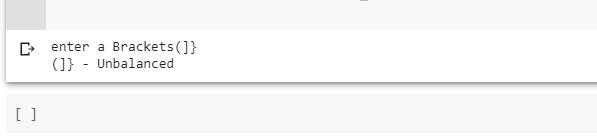 enter a Brackets(]}
(]} - Unbalanced
[ ]